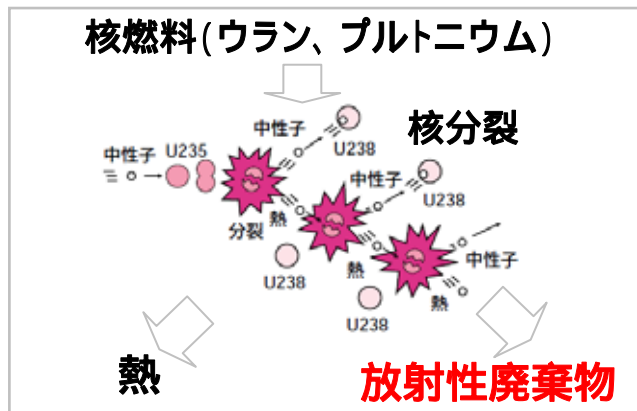 核燃料(ウラン、プルトニウム)
核分裂
中性子
U235
中性子
U238
中性子
U238
分裂
熱
U238
熱
中性子
U238
熱
熱
放射性廃棄物